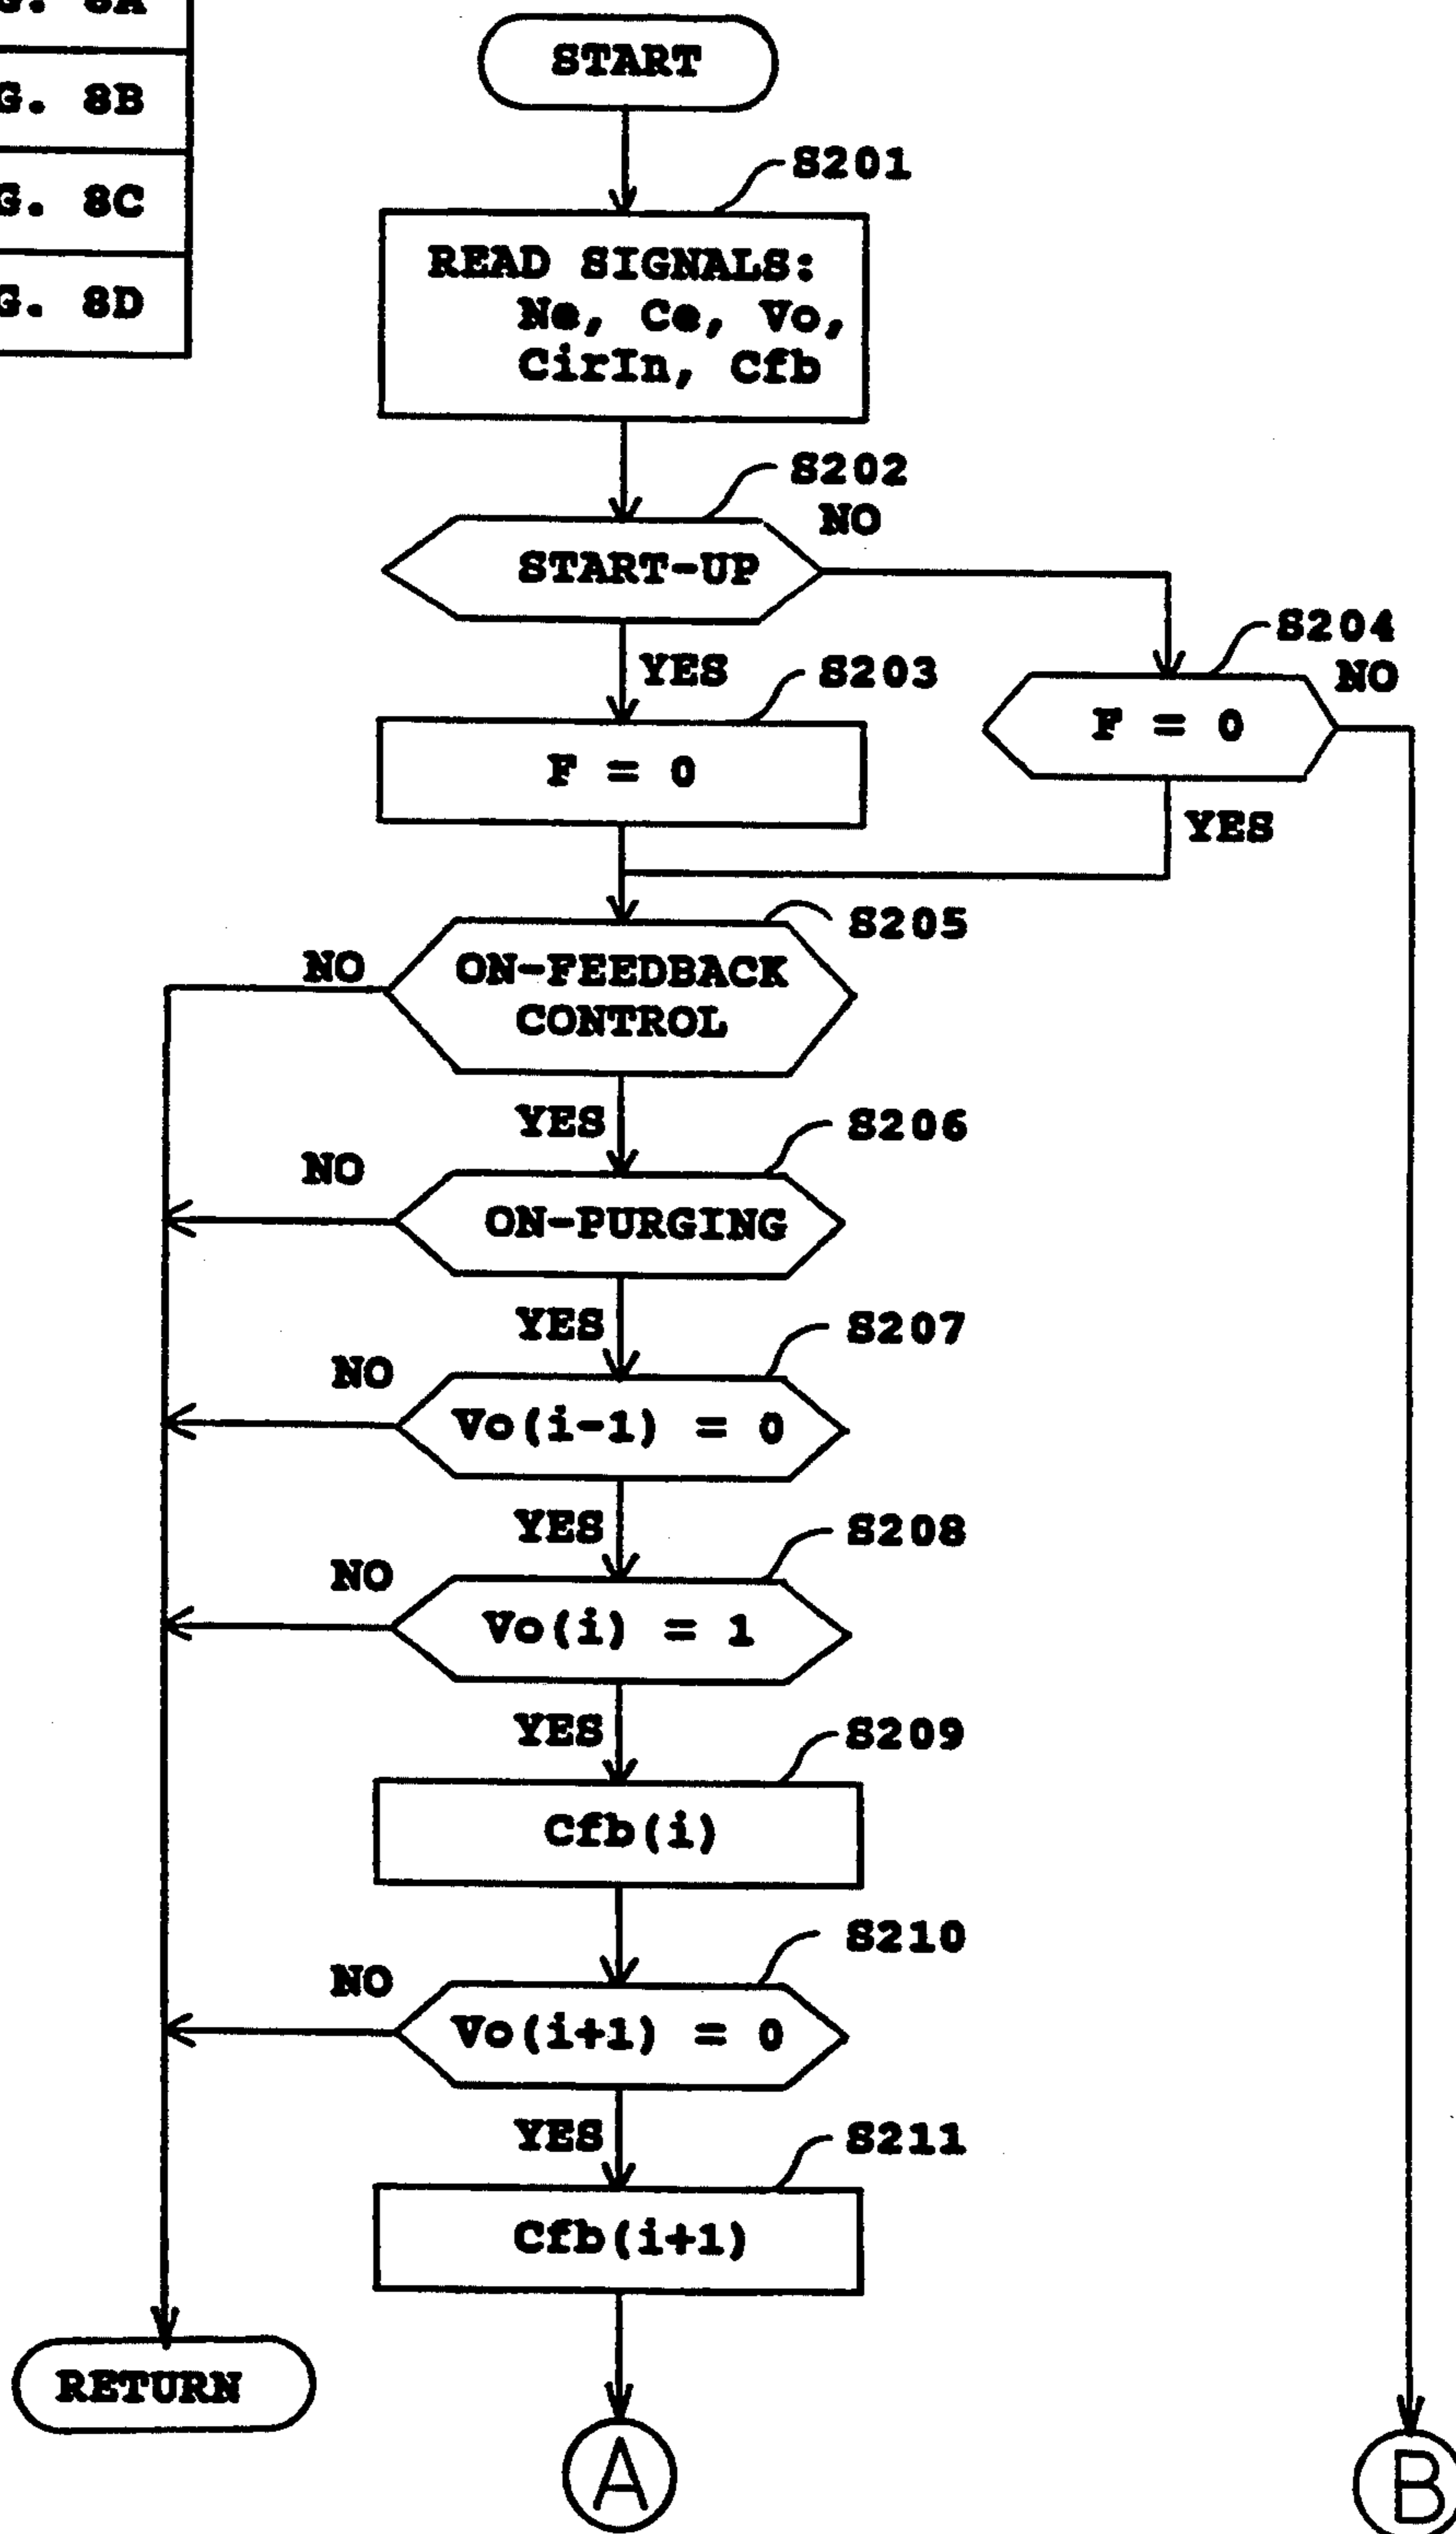 G. 8A
G. 8B
G. 8C
G. 8D
START
S201
READ SIGNALS:
Ne, Ce, Vo,
CirIn, Cfb
S202
NO
START-UP
S204
NO
YES
S203
F = 0
F = 0
YES
S205
NO
ON-FEEDBACK
CONTROL
YES
S206
NO
ON-PURGING
YES
S207
NO
Vo(i-1) = 0
YES
S208
NO
Vo(i) = 1
YES
S209
Cfb(i)
S210
NO
Vo(i+1) = 0
YES
S211
Cfb(i+1)
RETURN
A
B